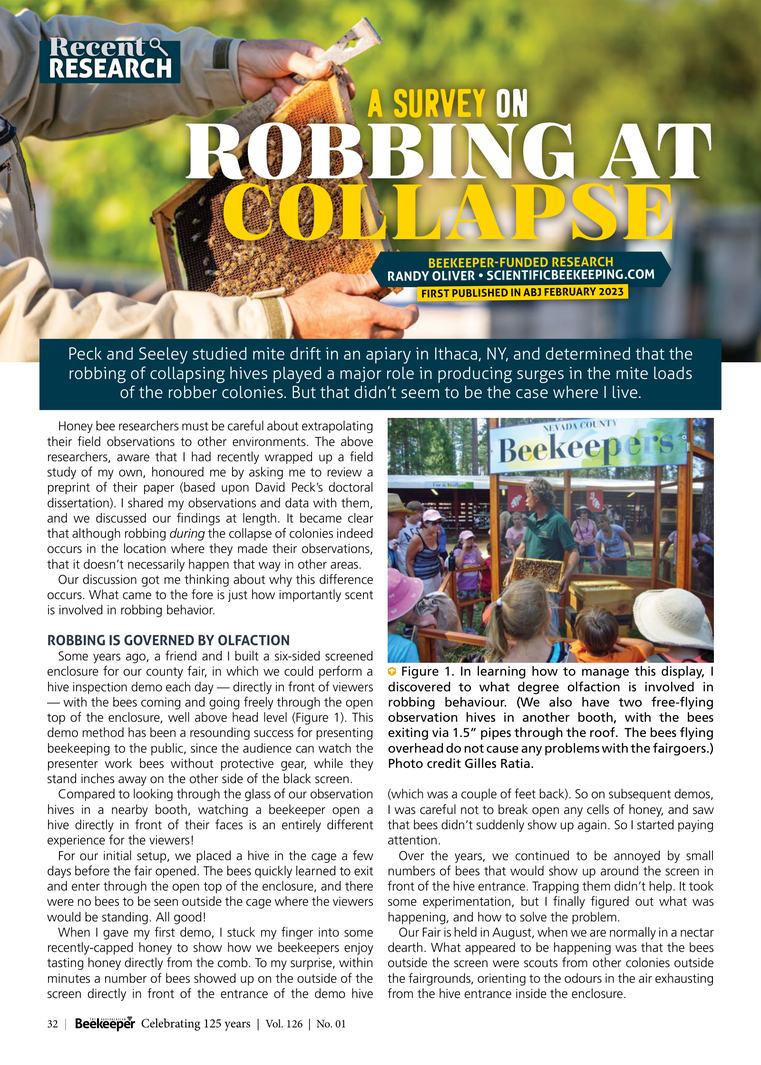 Recent
RESEARCH
A SURVEY ON
ROBBING AT
COLLAPSE
BEEKEEPER-FUNDED RESEARCH
RANDY OLIVER • SCIENTIFICBEEKEEPING.COM
FIRST PUBLISHED IN ABJ FEBRUARY 2023
Peck and Seeley studied mite drift in an apiary in Ithaca, NY, and determined that the
robbing of collapsing hives played a major role in producing surges in the mite loads
of the robber colonies. But that didn't seem to be the case where I live.
Honey bee researchers must be careful about extrapolating
their field observations to other environments. The above
researchers, aware that I had recently wrapped up a field
study of my own, honoured me by asking me to review a
preprint of their paper (based upon David Peck's doctoral
dissertation). I shared my observations and data with them,
and we discussed our findings at length. It became clear
that although robbing during the collapse of colonies indeed
occurs in the location where they made their observations,
that it doesn't necessarily happen that way in other areas.
Our discussion got me thinking about why this difference
occurs. What came to the fore is just how importantly scent
is involved in robbing behavior.
ROBBING IS GOVERNED BY OLFACTION
Some years ago, a friend and I built a six-sided screened
enclosure for our county fair, in which we could perform a
hive inspection demo each day — directly in front of viewers
— with the bees coming and going freely through the open
top of the enclosure, well above head level (Figure 1). This
demo method has been a resounding success for presenting
beekeeping to the public, since the audience can watch the
presenter work bees without protective gear, while they
stand inches away on the other side of the black screen.
Compared to looking through the glass of our observation
hives in a nearby booth, watching a beekeeper open a
hive directly in front of their faces is an entirely different
experience for the viewers!
For our initial setup, we placed a hive in the cage a few
days before the fair opened. The bees quickly learned to exit
and enter through the open top of the enclosure, and there
were no bees to be seen outside the cage where the viewers
would be standing. All good!
When I gave my first demo, I stuck my finger into some
recently-capped honey to show how we beekeepers enjoy
tasting honey directly from the comb. To my surprise, within
minutes a number of bees showed up on the outside of the
screen directly in front of the entrance of the demo hive
NEVADA COUNTY
Beekeepers
Figure 1. In learning how to manage this display, I
discovered to what degree olfaction is involved in
robbing behaviour. (We also have two free-flying
observation hives in another booth, with the bees
exiting via 1.5” pipes through the roof. The bees flying
overhead do not cause any problems with the fairgoers.)
Photo credit Gilles Ratia.
(which was a couple of feet back). So on subsequent demos,
I was careful not to break open any cells of honey, and saw
that bees didn't suddenly show up again. So I started paying
attention.
Over the years, we continued to be annoyed by small
numbers of bees that would show up around the screen in
front of the hive entrance. Trapping them didn't help. It took
some experimentation, but I finally figured out what was
happening, and how to solve the problem.
Our Fair is held in August, when we are normally in a nectar
dearth. What appeared to be happening was that the bees
outside the screen were scouts from other colonies outside
the fairgrounds, orienting to the odours in the air exhausting
from the hive entrance inside the enclosure.
32 | Beekeeper Celebrating 125 years | Vol. 126 | No. 01